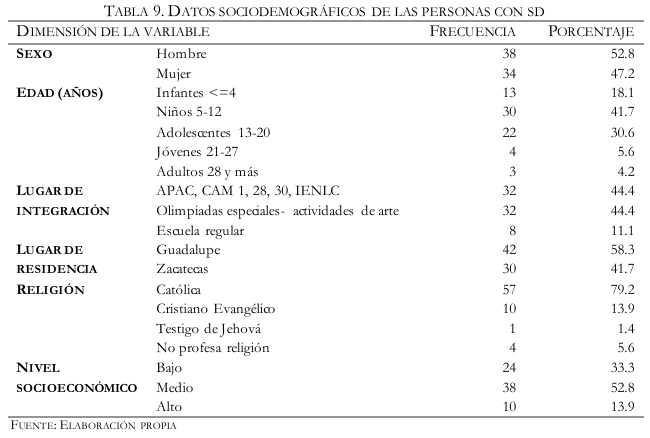 TABLA 9. DATOS SOCIODEMOGRÁFICOS DE LAS PERSONAS CON SD
DIMENSIÓN DE LA VARIABLE FRECUENCIA PORCENTAJE
SEXO Hombre 38 52.8
Mujer 34 47.2
EDAD (AÑOS) Infantes <=4 13 18.1
Niños 5-12 30 41.7
Adolescentes 13-20 22 30.6
Jóvenes 21-27 4 5.6
Adultos 28 y más 3 4.2
LUGAR DE APAC, CAM 1, 28, 30, IENLC 32 44.4
INTEGRACIÓN Olimpiadas especiales- actividades de arte 32 44.4
Escuela regular 8 11.1
LUGAR DE Guadalupe 42 58.3
RESIDENCIA Zacatecas 30 41.7
RELIGIÓN Católica 57 79.2
Cristiano Evangélico 10 13.9
Testigo de Jehová 1 1.4
No profesa religión 4 5.6
NIVEL Bajo 24 33.3
SOCIOECONÓMICO Medio 38 52.8
Alto 10 13.9
FUENTE: ELABORACIÓN PROPIA